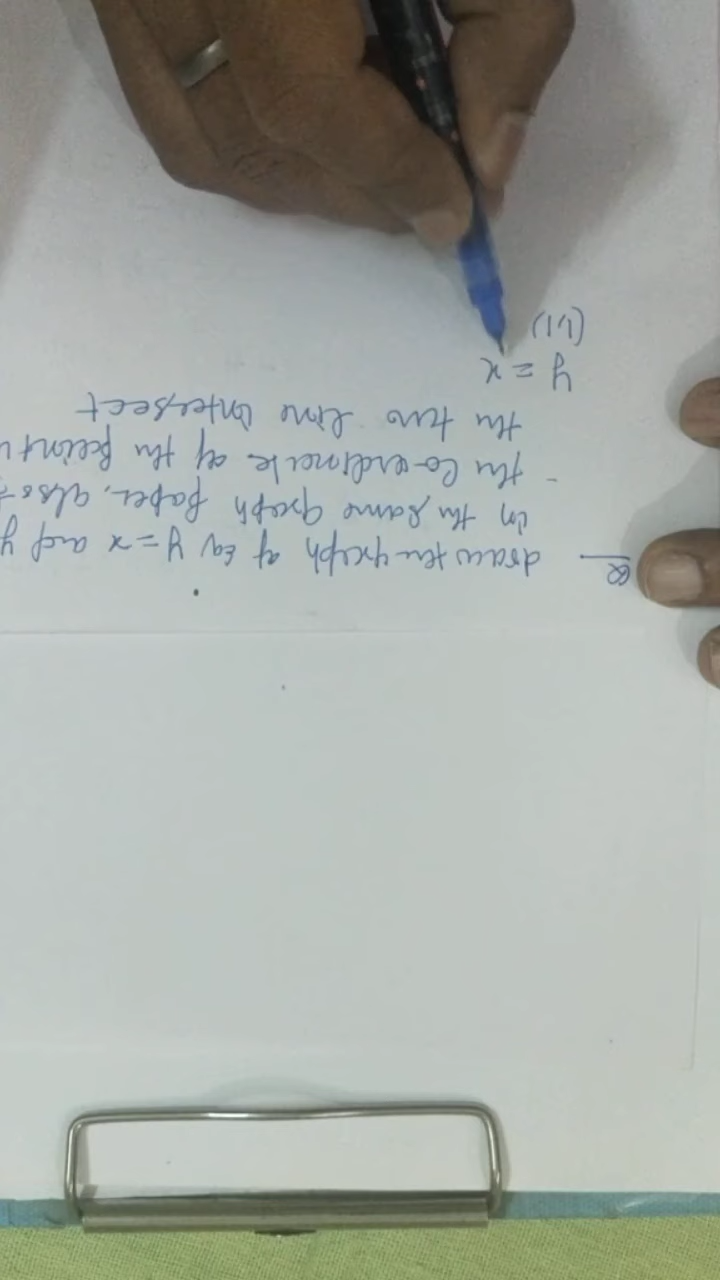 Q draw the graph of Eq y = x and y
in the same graph paper, also
the Co-ordinate of the point
the two line intersect
y = x
(1,1)